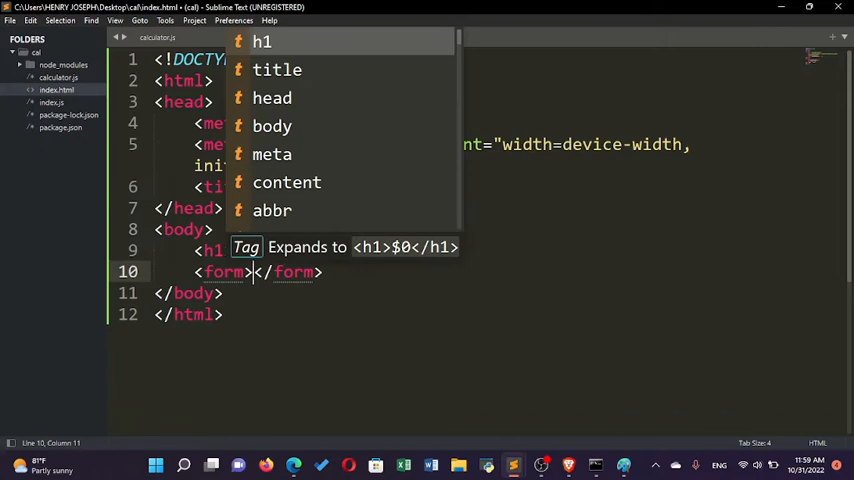 C:\Users\HENRY JOSEPH\Desktop\cal\index.html • (cal) - Sublime Text (UNREGISTERED)
File Edit Selection Find View Goto Tools Project Preferences Help
FOLDERS
cal
node_modules
calculator.js
index.html
index.js
package-lock.json
package.json
calculator.js
1 <!DOCTYP
2 <html>
3 <head>
4 <me
5 <me nt="width=device-width,
ini
6 <ti
7 </head>
8 <body>
9 <h1
10 <form></form>
11 </body>
12 </html>
t h1
t title
t head
t body
t meta
t content
t abbr
Tag Expands to <h1>$0</h1>
Line 10, Column 11
Tab Size: 4
HTML
81°F
Partly sunny
ENG
11:59 AM
10/31/2022